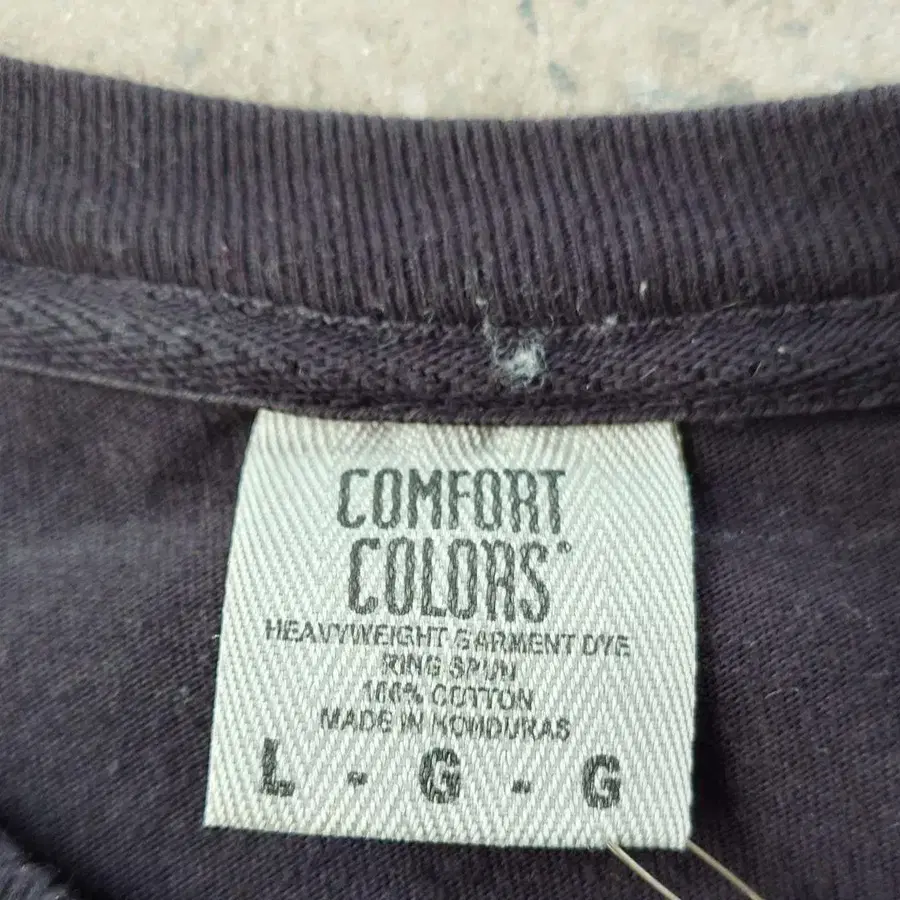 COMFORT
COLORS®
HEAVYWEIGHT GARMENT DYE
RING SPUN
100% COTTON
MADE IN HONDURAS
L - G - G